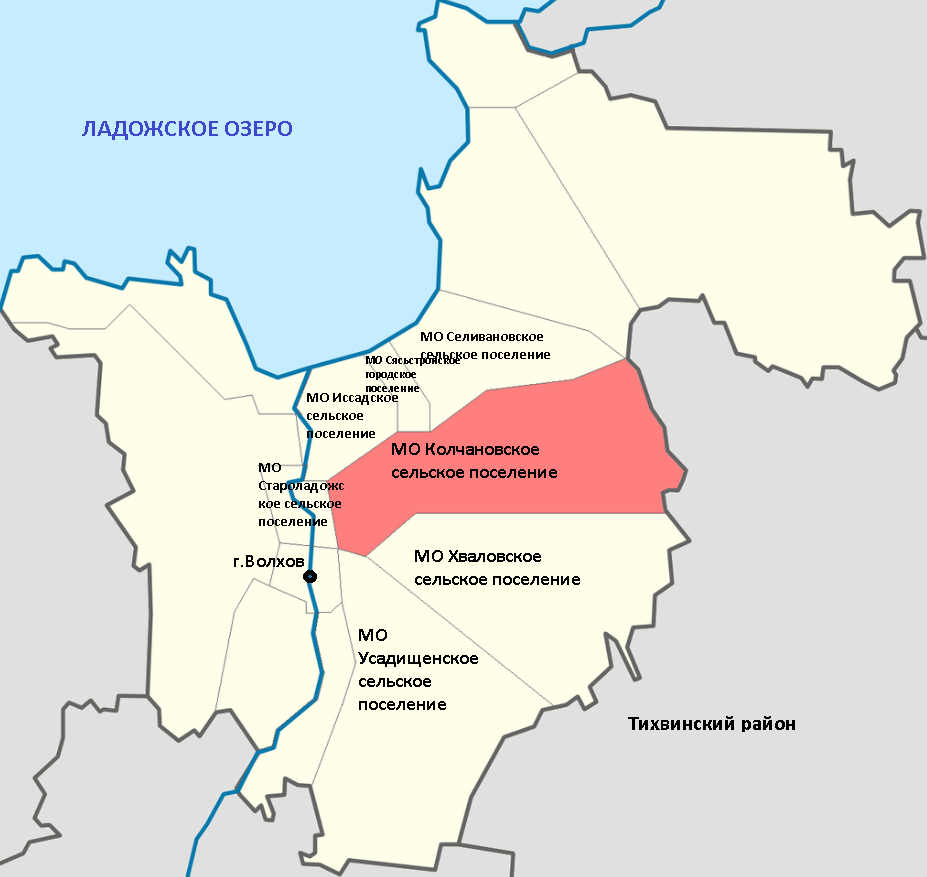 ЛАДОЖСКОЕ ОЗЕРО
МО Селивановское
сельское поселение
МО Сясьстройское
городское
поселение
МО Иссадское
сельское
поселение
МО Колчановское
сельское поселение
МО
Староладожс
кое сельское
поселение
г.Волхов
МО Хваловское
сельское поселение
МО
Усадищенское
сельское
поселение
Тихвинский район